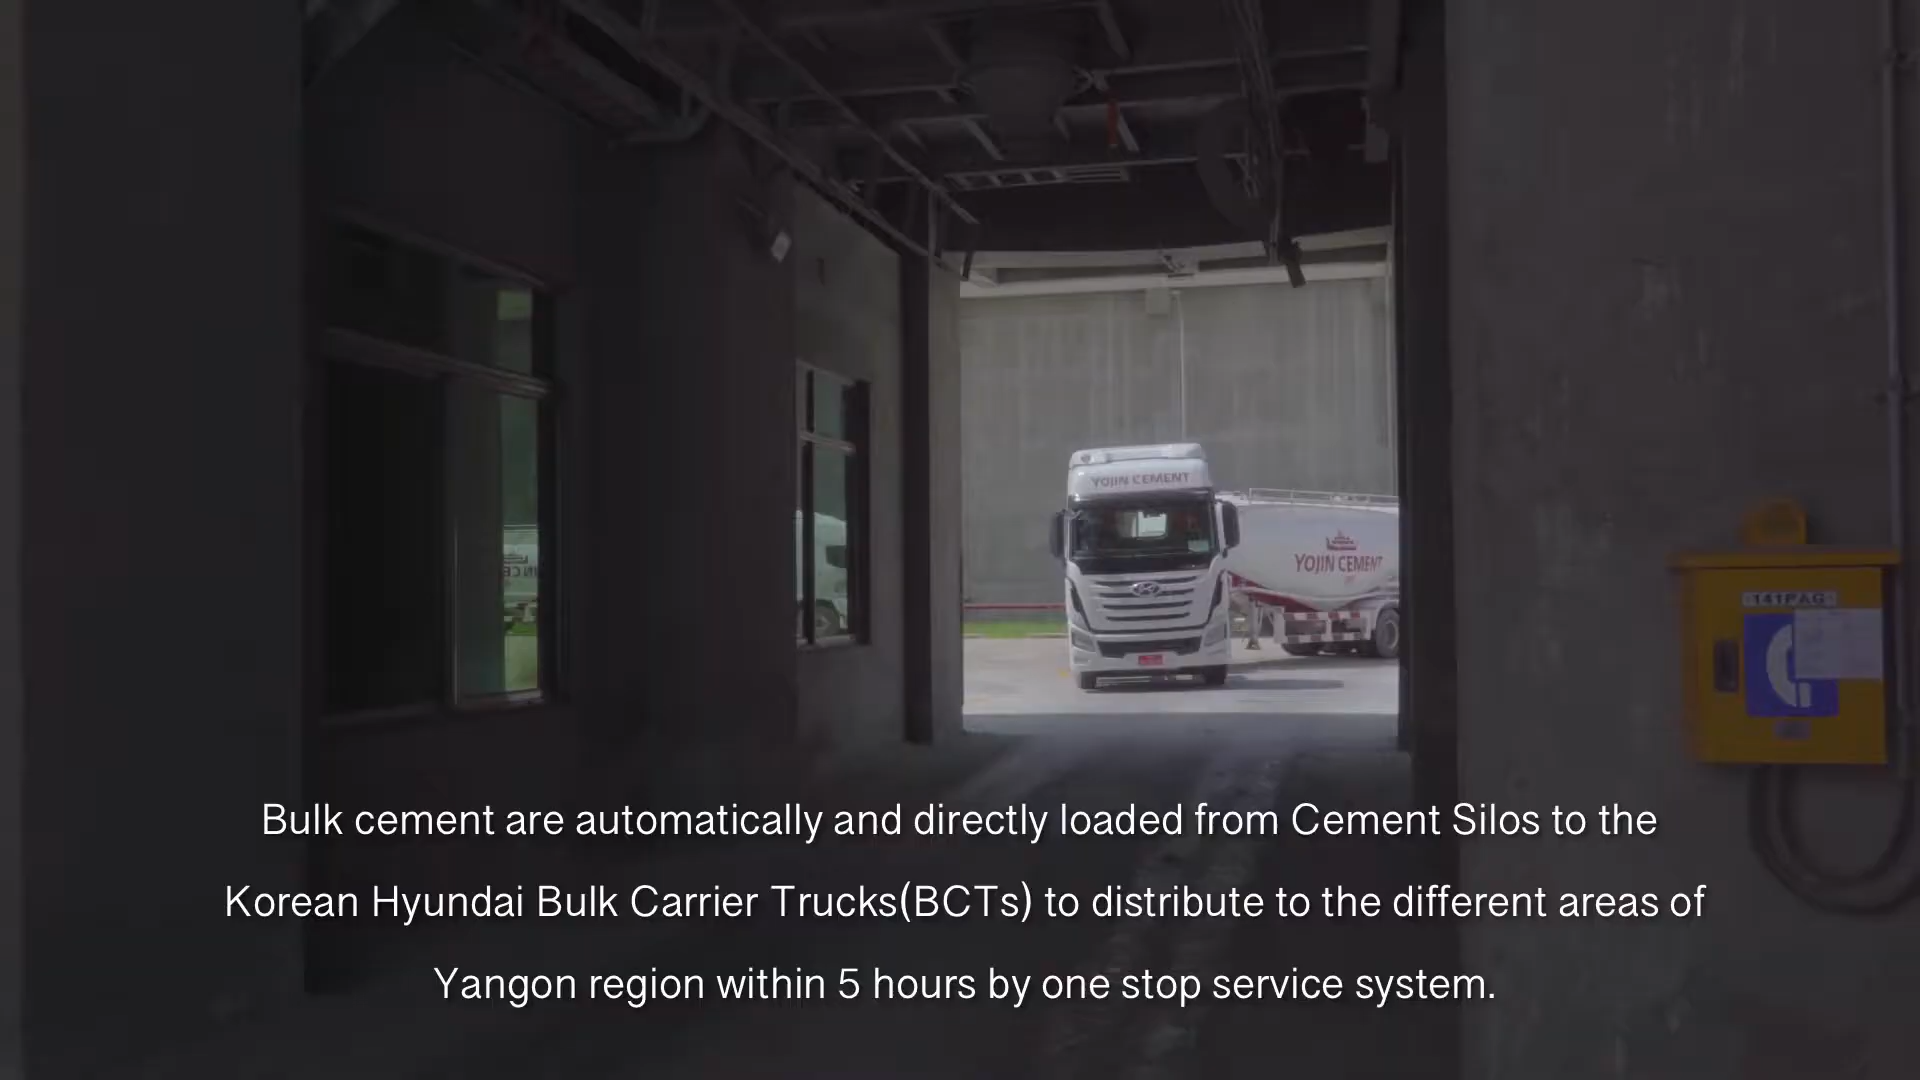 YOJIN CEMENT
YOJIN CEMENT
141PAG
Bulk cement are automatically and directly loaded from Cement Silos to the
Korean Hyundai Bulk Carrier Trucks(BCTs) to distribute to the different areas of
Yangon region within 5 hours by one stop service system.